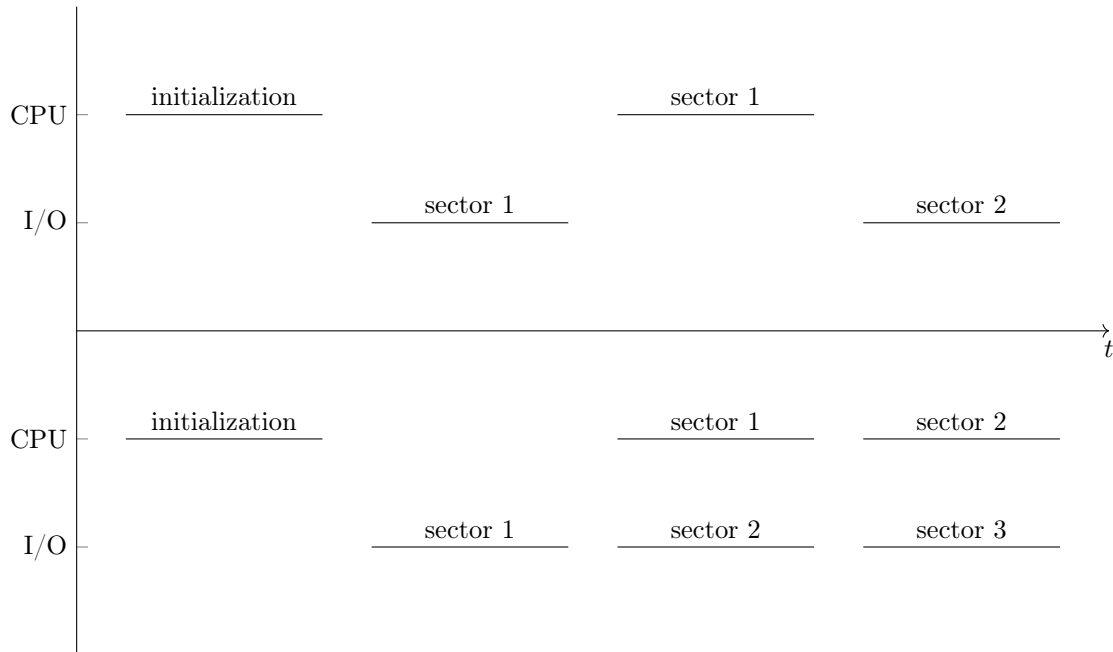 initialization
sector 1
CPU
sector 1
sector 2
I/O
t
initialization
sector 1
sector 2
CPU
sector 1
sector 2
sector 3
I/O